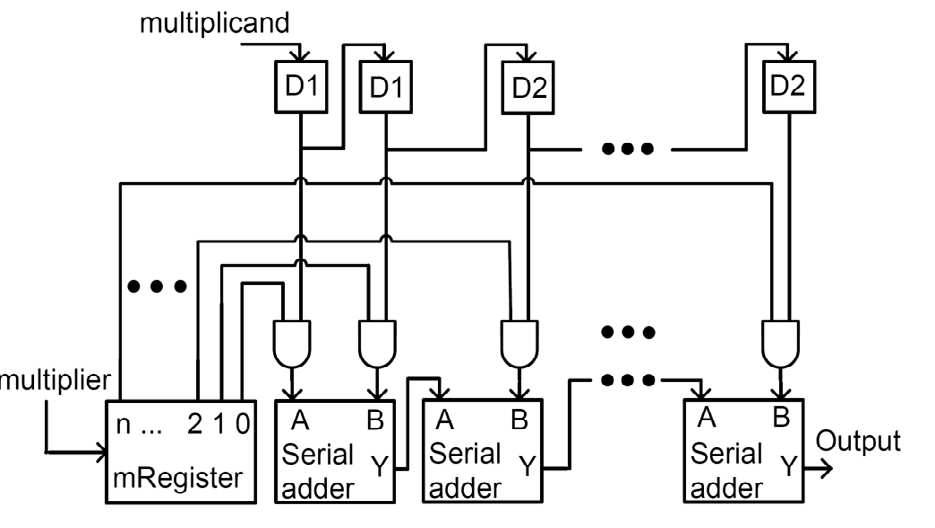 multiplicand
D1
D1
D2
D2
multiplier
n ... 2 1 0
mRegister
A B
Serial
adder
Y
A B
Serial
adder
Y
A B
Serial
adder
Y
Output